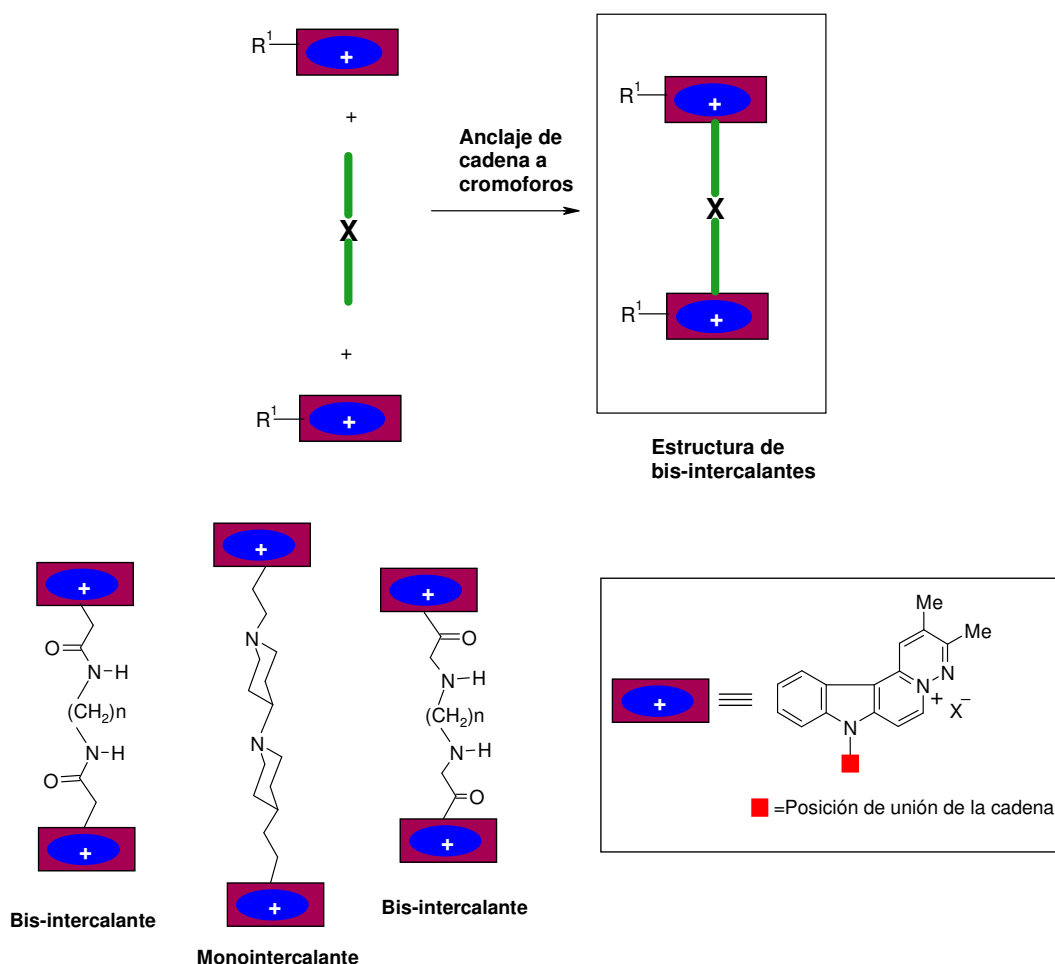 R1
+
+
Anclaje de
cadena a
cromoforos
X
+
R1
+
R1
+
X
R1
+
Estructura de
bis-intercalantes
+
O
N-H
(CH2)n
N-H
O
+
Bis-intercalante
+
N
N
+
Monointercalante
+
O
N-H
(CH2)n
N-H
O
+
Bis-intercalante
+
Me
Me
N
N
+
X-
N
=Posición de unión de la cadena